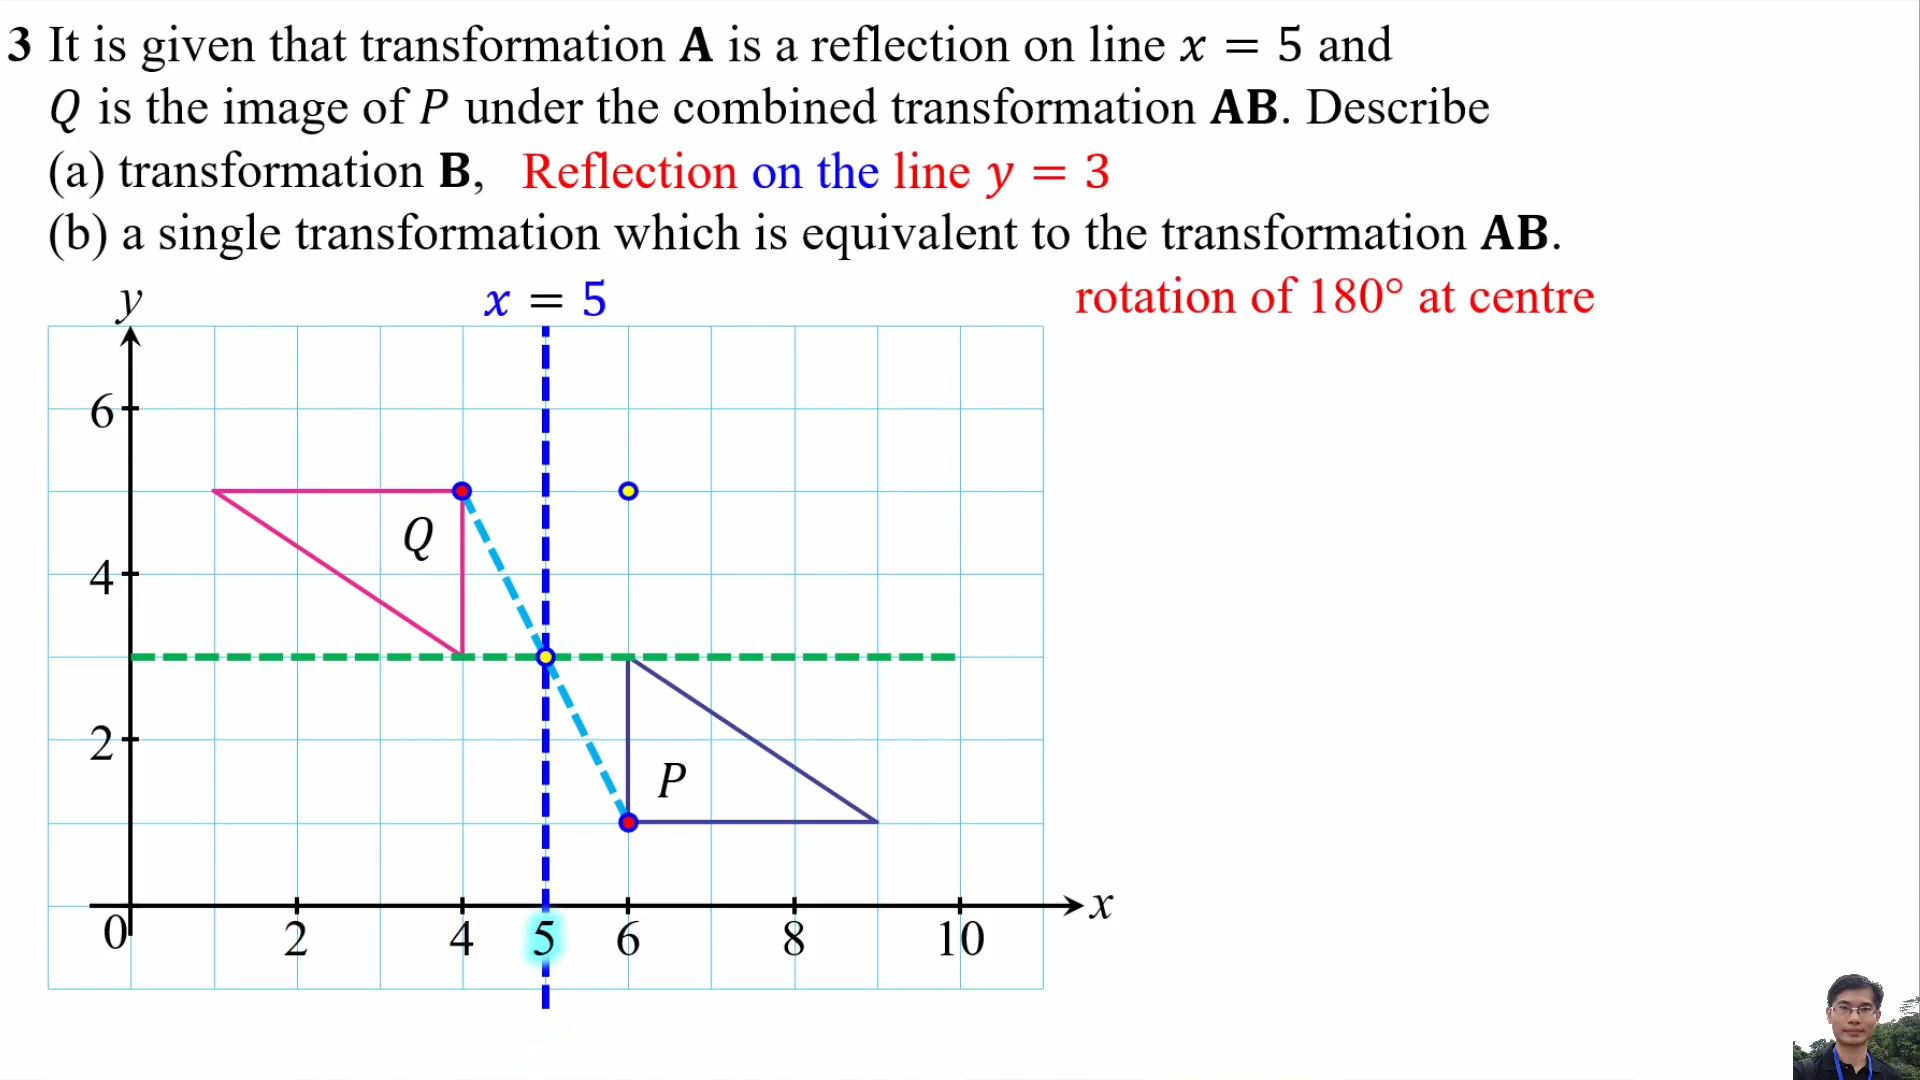 3 It is given that transformation A is a reflection on line x = 5 and
Q is the image of P under the combined transformation AB. Describe
(a) transformation B, Reflection on the line y = 3
(b) a single transformation which is equivalent to the transformation AB.
rotation of 180° at centre
y
x = 5
6
Q
4
2
P
x
0 2 4 5 6 8 10